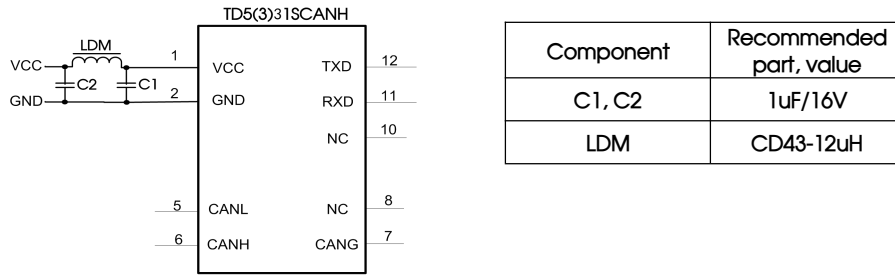 TD5(3)31SCANH
LDM
VCC
C2
C1
GND
1
VCC
TXD
12
2
GND
RXD
11
NC
10
5
CANL
NC
8
6
CANH
CANG
7
Component
Recommended
part, value
C1, C2
1uF/16V
LDM
CD43-12uH